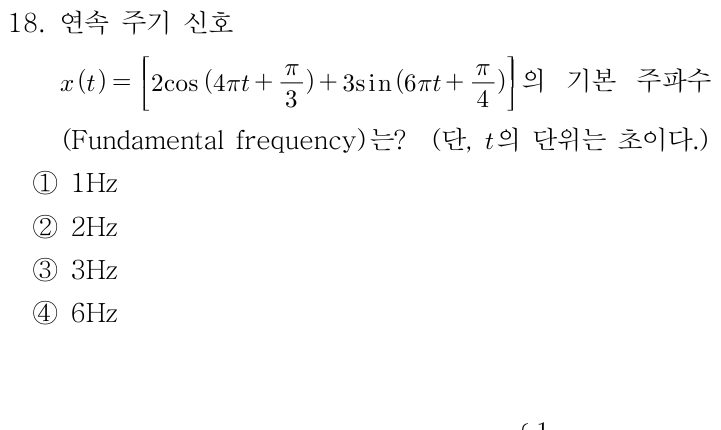 18. 연속 주기 신호
x(t) = [2cos(4πt + π/3) + 3sin(6πt + π/4)]의 기본 주파수
(Fundamental frequency)는? (단, t의 단위는 초이다.)
① 1Hz
② 2Hz
③ 3Hz
④ 6Hz